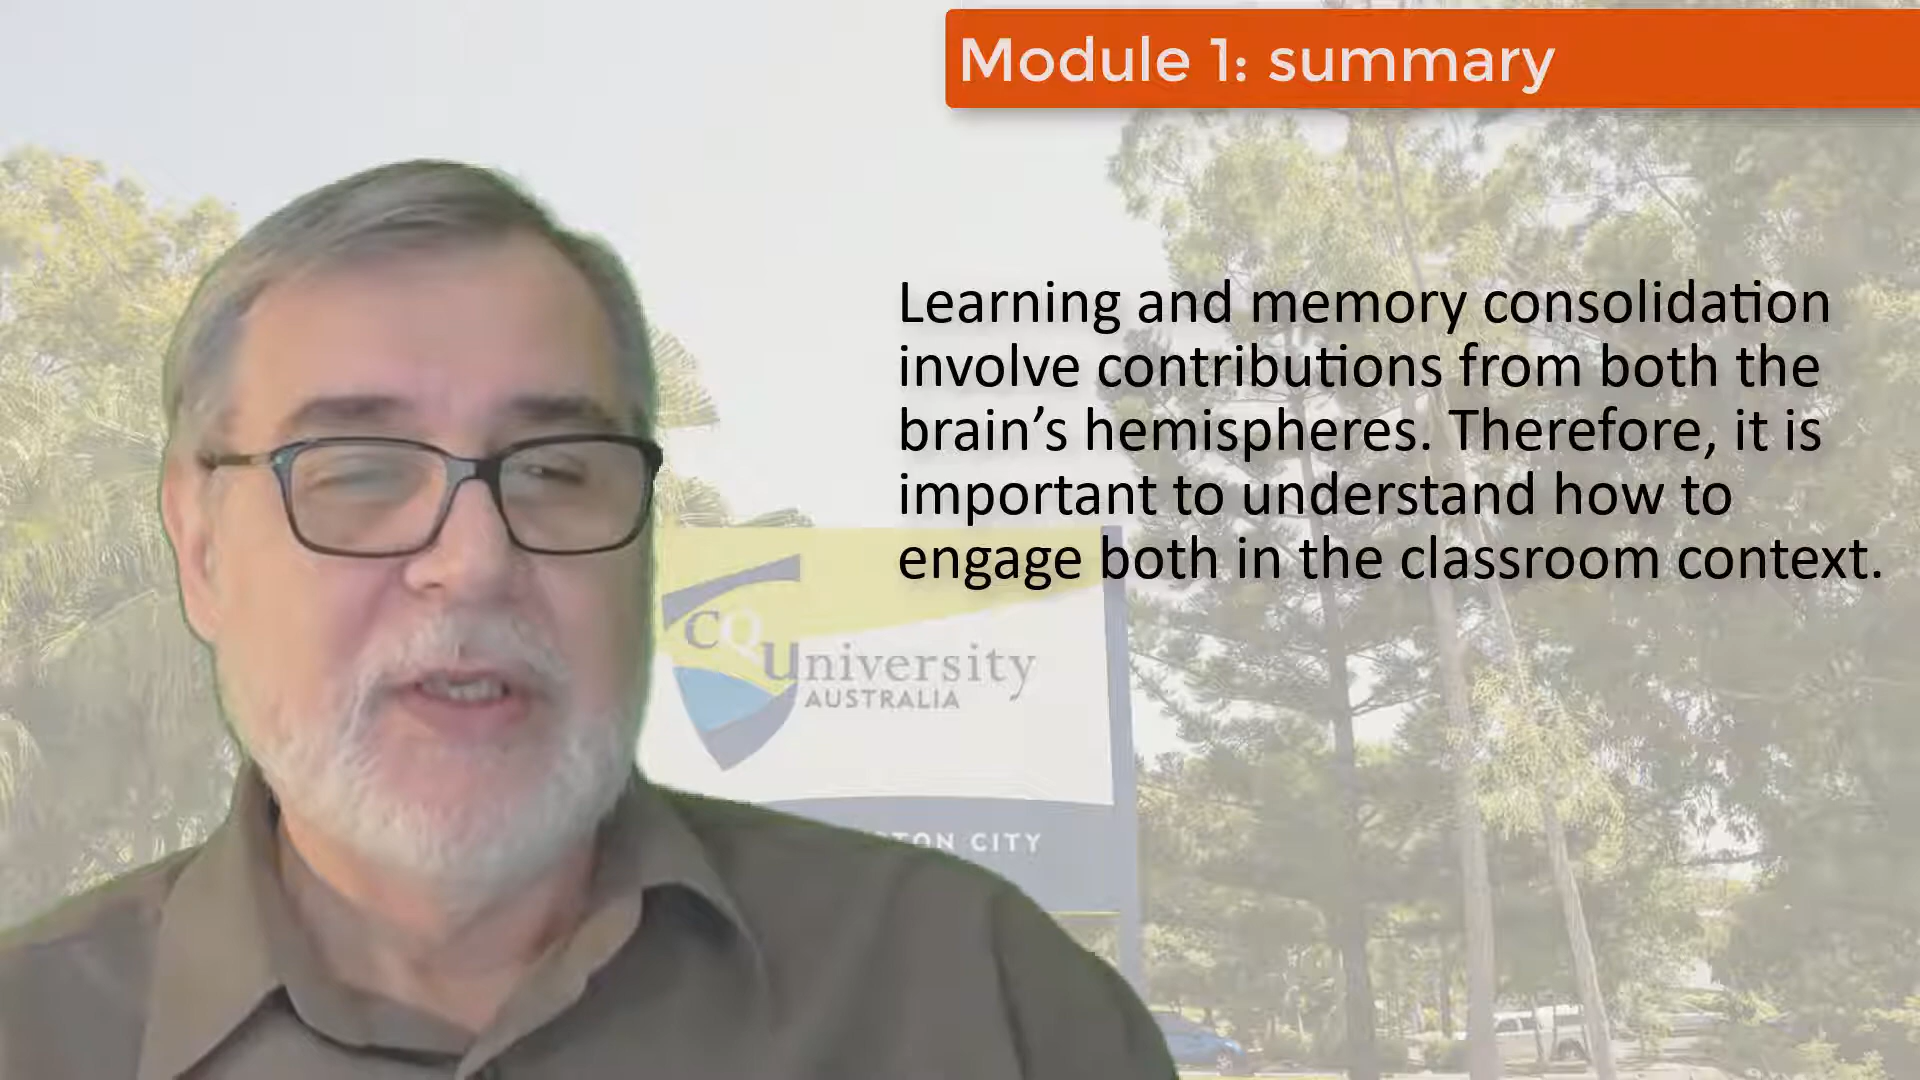 Module 1: summary
Learning and memory consolidation
involve contributions from both the
brain’s hemispheres. Therefore, it is
important to understand how to
engage both in the classroom context.
CQUniversity
AUSTRALIA
CITY